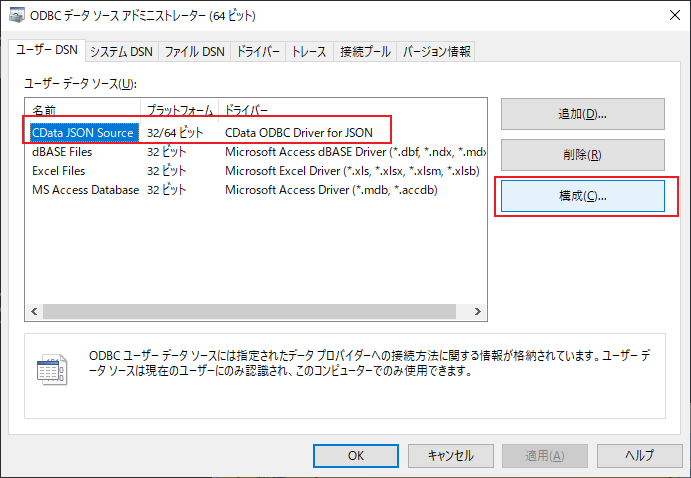 ODBC データ ソース アドミニストレーター (64 ビット)
ユーザー DSN システム DSN ファイル DSN ドライバー トレース 接続プール バージョン情報
ユーザー データ ソース(U):
名前 プラットフォーム ドライバー
CData JSON Source 32/64 ビット CData ODBC Driver for JSON
dBASE Files 32 ビット Microsoft Access dBASE Driver (*.dbf, *.ndx, *.mdx
Excel Files 32 ビット Microsoft Excel Driver (*.xls, *.xlsx, *.xlsm, *.xlsb)
MS Access Database 32 ビット Microsoft Access Driver (*.mdb, *.accdb)
追加(D)...
削除(R)
構成(C)...
ODBC ユーザー データ ソースには指定されたデータ プロバイダーへの接続方法に関する情報が格納されています。ユーザー デ
ータ ソースは現在のユーザーにのみ認識され、このコンピューターでのみ使用できます。
OK キャンセル 適用(A) ヘルプ